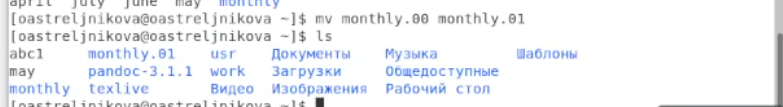 april  july  june  may  monthly
[oastreljnikova@oastreljnikova ~]$ mv monthly.00 monthly.01
[oastreljnikova@oastreljnikova ~]$ ls
abc1     monthly.01    usr    Документы    Музыка         Шаблоны
may      pandoc-3.1.1  work   Загрузки     Общедоступные
monthly  texlive       Видео  Изображения  Рабочий стол
[oastreljnikova@oastreljnikova ~]$